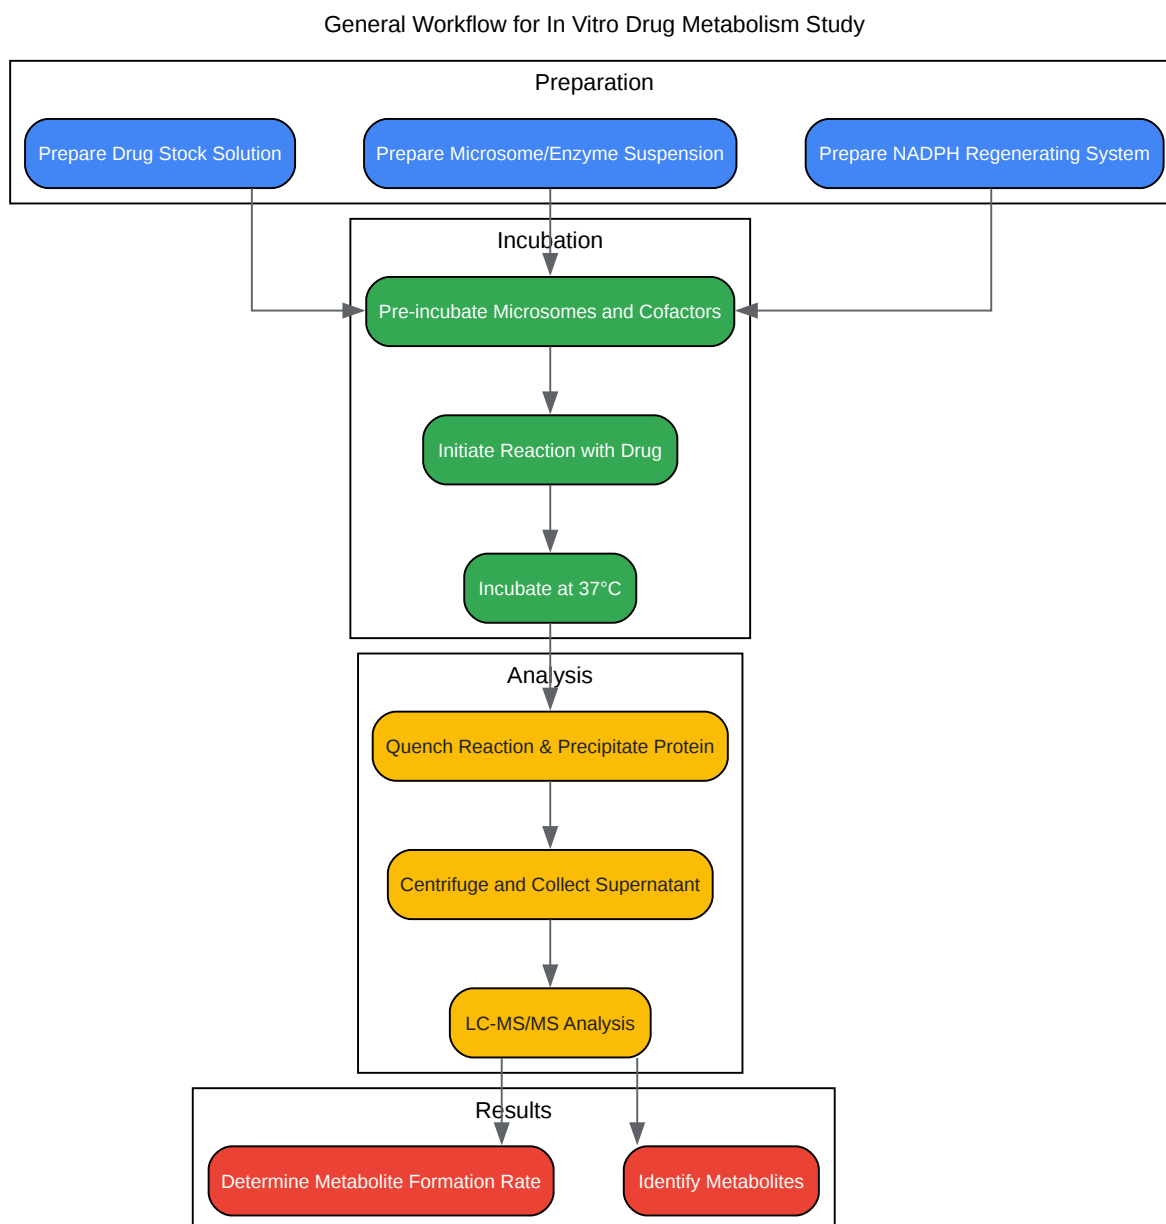 General Workflow for In Vitro Drug Metabolism Study
Preparation
Prepare Drug Stock Solution
Prepare Microsome/Enzyme Suspension
Prepare NADPH Regenerating System
Incubation
Pre-incubate Microsomes and Cofactors
Initiate Reaction with Drug
Incubate at 37°C
Analysis
Quench Reaction & Precipitate Protein
Centrifuge and Collect Supernatant
LC-MS/MS Analysis
Results
Determine Metabolite Formation Rate
Identify Metabolites